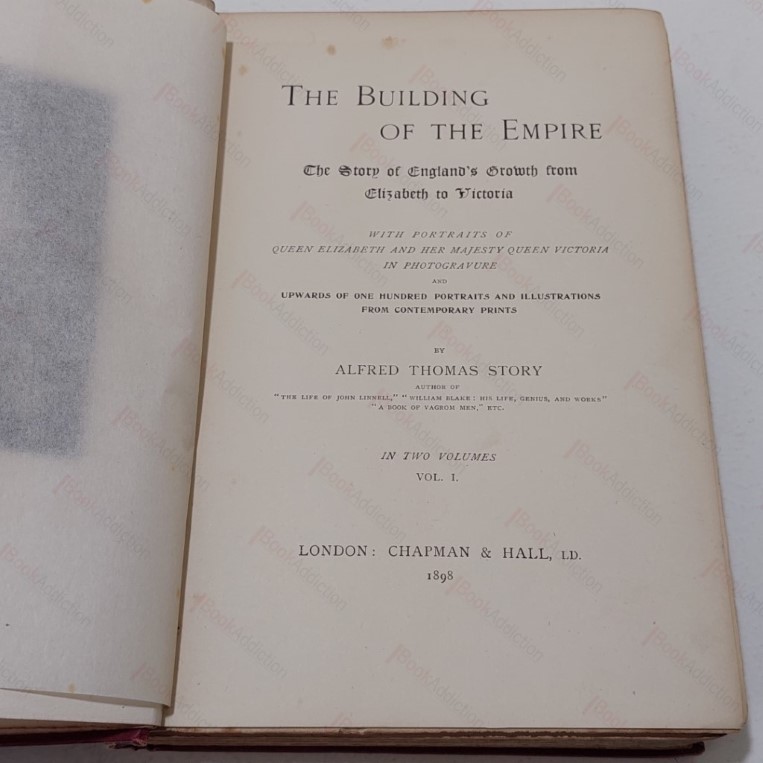 THE BUILDING
OF THE EMPIRE
The Story of England's Growth from
Elizabeth to Victoria
WITH PORTRAITS OF
QUEEN ELIZABETH AND HER MAJESTY QUEEN VICTORIA
IN PHOTOGRAVURE
AND
UPWARDS OF ONE HUNDRED PORTRAITS AND ILLUSTRATIONS
FROM CONTEMPORARY PRINTS
BY
ALFRED THOMAS STORY
AUTHOR OF
"THE LIFE OF JOHN LINNELL," "WILLIAM BLAKE: HIS LIFE, GENIUS, AND WORKS"
"A BOOK OF VAGROM MEN," ETC.
IN TWO VOLUMES
VOL. I.
LONDON: CHAPMAN & HALL, LD.
1898
BookAddiction